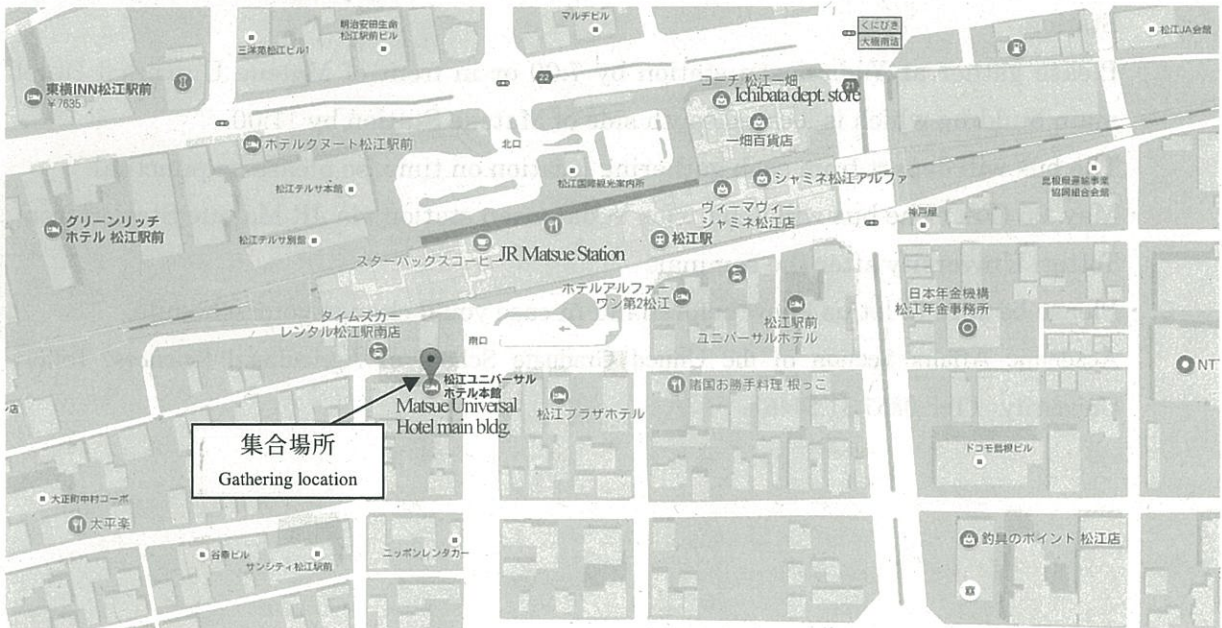 明治安田生命
松江駅前ビル
マルチビル
くにびき
大橋南詰
松江JA会館
三洋苑松江ビル1
東横INN松江駅前
￥7635
22
21
コーチ 松江一畑
Ichibata dept. store
一畑百貨店
ホテルクヌート松江駅前
北口
松江国際観光案内所
シャミネ松江アルファ
島根県運輸事業
協同組合会館
松江テルサ本館
ヴィーマヴィー
シャミネ松江店
神戸屋
グリーンリッチ
ホテル 松江駅前
松江テルサ別館
松江駅
スターバックスコーヒー
JR Matsue Station
ホテルアルファー
ワン第2松江
日本年金機構
松江年金事務所
タイムズカー
レンタル松江駅南店
南口
松江駅前
ユニバーサルホテル
NT
松江ユニバーサル
ホテル本館
Matsue Universal
Hotel main bldg.
松江プラザホテル
諸国お勝手料理 根っこ
集合場所
Gathering location
ドコモ島根ビル
大正町中村コーポ
太平楽
谷奉ビル
サンシティ松江駅前
ニッポンレンタカー
釣具のポイント 松江店